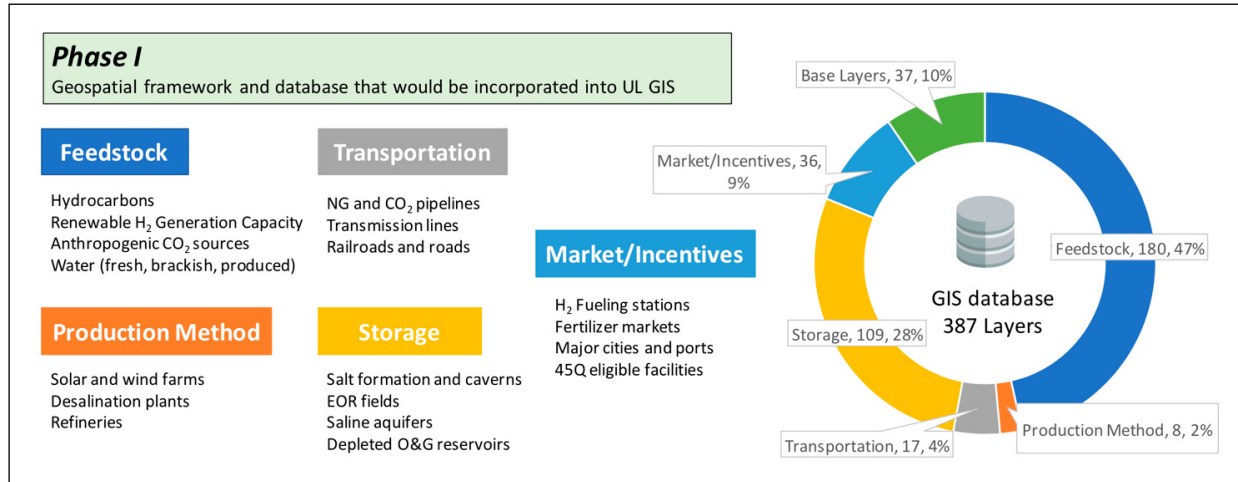 Phase I
Geospatial framework and database that would be incorporated into UL GIS
Feedstock
Hydrocarbons
Renewable H₂ Generation Capacity
Anthropogenic CO₂ sources
Water (fresh, brackish, produced)
Transportation
NG and CO₂ pipelines
Transmission lines
Railroads and roads
Production Method
Solar and wind farms
Desalination plants
Refineries
Storage
Salt formation and caverns
EOR fields
Saline aquifers
Depleted O&G reservoirs
Market/Incentives
H₂ Fueling stations
Fertilizer markets
Major cities and ports
45Q eligible facilities
Base Layers, 37, 10%
Market/Incentives, 36,
9%
Feedstock, 180, 47%
GIS database
387 Layers
Storage, 109, 28%
Transportation, 17, 4%
Production Method, 8, 2%